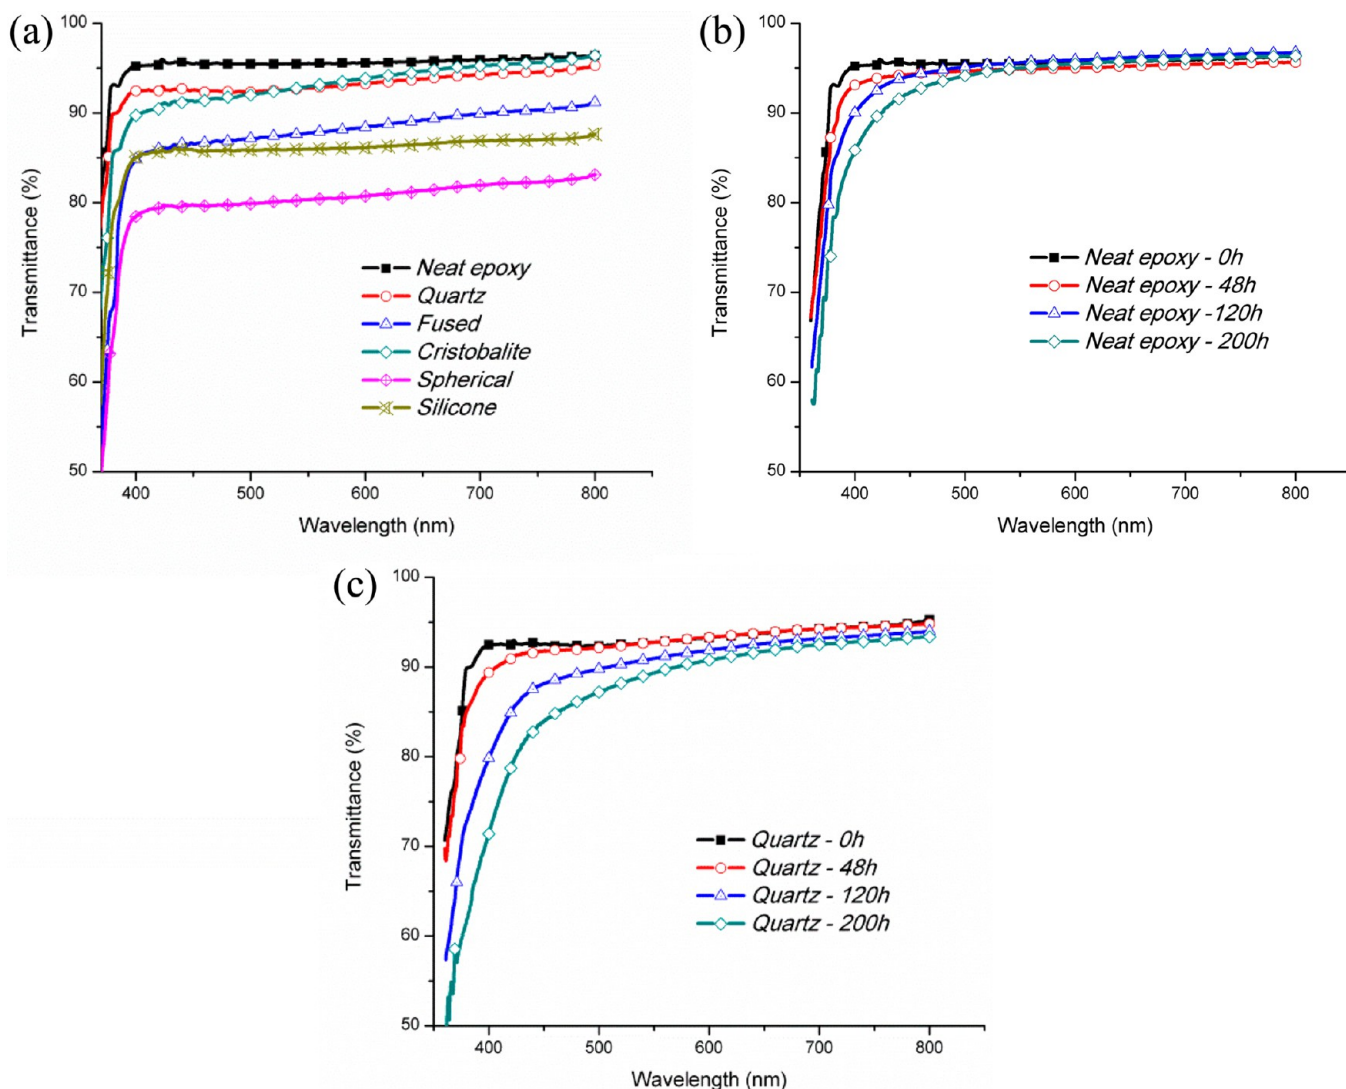 (a)
100
90
80
70
60
50
Transmittance (%)
Neat epoxy
Quartz
Fused
Cristobalite
Spherical
Silicone
400 500 600 700 800
Wavelength (nm)
(b)
100
90
80
70
60
50
Transmittance (%)
Neat epoxy - 0h
Neat epoxy - 48h
Neat epoxy -120h
Neat epoxy - 200h
400 500 600 700 800
Wavelength (nm)
(c)
100
90
80
70
60
50
Transmittance (%)
Quartz - 0h
Quartz - 48h
Quartz - 120h
Quartz - 200h
400 500 600 700 800
Wavelength (nm)